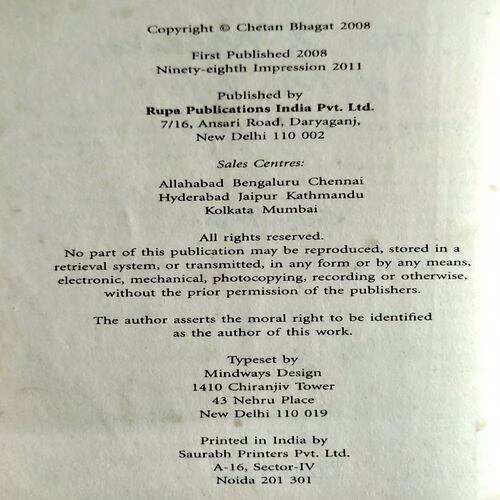 Copyright © Chetan Bhagat 2008
First Published 2008
Ninety-eighth Impression 2011
Published by
Rupa Publications India Pvt. Ltd.
7/16, Ansari Road, Daryaganj,
New Delhi 110 002
Sales Centres:
Allahabad Bengaluru Chennai
Hyderabad Jaipur Kathmandu
Kolkata Mumbai
All rights reserved.
No part of this publication may be reproduced, stored in a
retrieval system, or transmitted, in any form or by any means,
electronic, mechanical, photocopying, recording or otherwise,
without the prior permission of the publishers.
The author asserts the moral right to be identified
as the author of this work.
Typeset by
Mindways Design
1410 Chiranjiv Tower
43 Nehru Place
New Delhi 110 019
Printed in India by
Saurabh Printers Pvt. Ltd.
A-16, Sector-IV
Noida 201 301